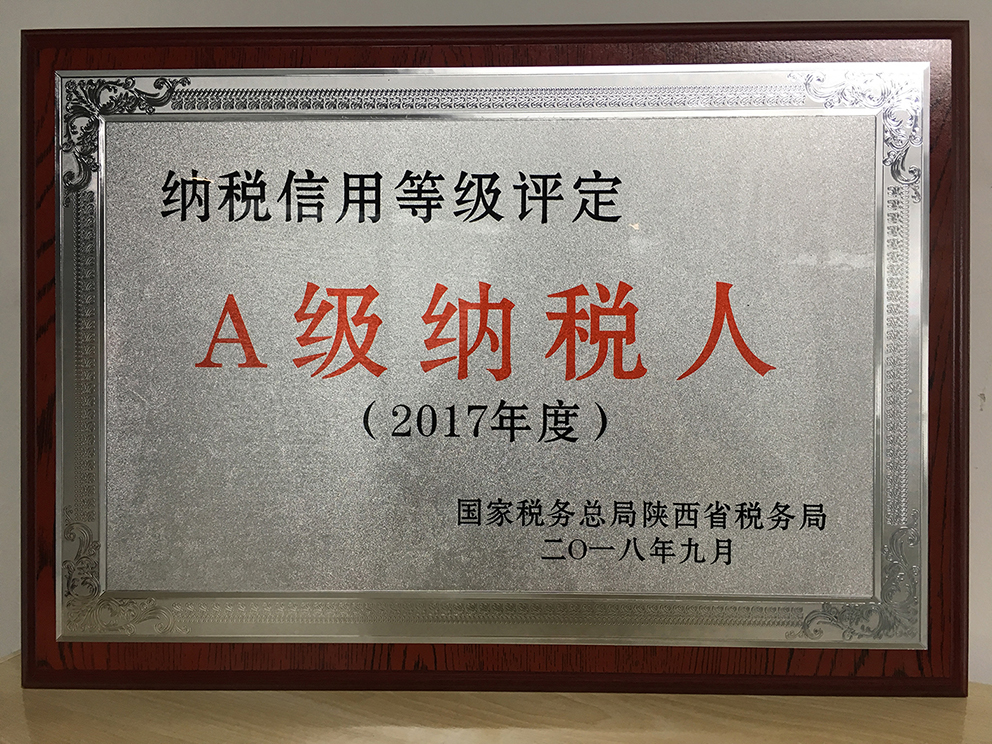 纳税信用等级评定
A级纳税人
（2017年度）
国家税务总局陕西省税务局
二〇一八年九月